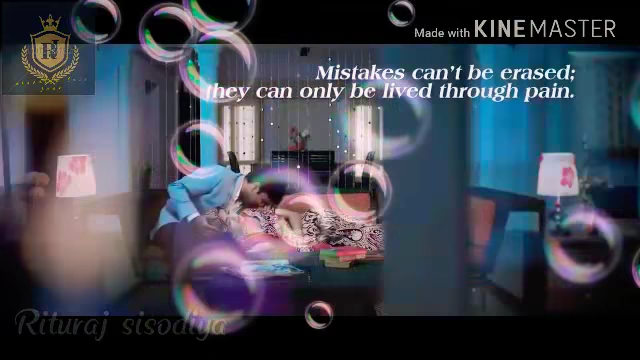 Made with KINEMASTER
Mistakes can't be erased;
they can only be lived through pain.
Rituraj sisodiya